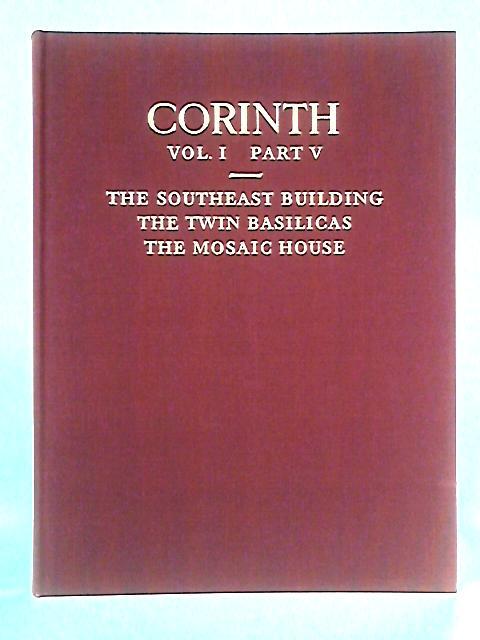 CORINTH
VOL. I PART V
THE SOUTHEAST BUILDING
THE TWIN BASILICAS
THE MOSAIC HOUSE